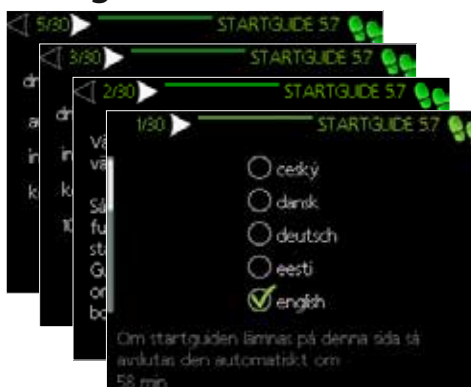 5/30 STARTGUIDE 5.7
3/30 STARTGUIDE 5.7
2/30 STARTGUIDE 5.7
1/30 STARTGUIDE 5.7
český
dansk
deutsch
eesti
english
Om startguiden lämnas på denna sida så
avslutas den automatiskt om
58 min